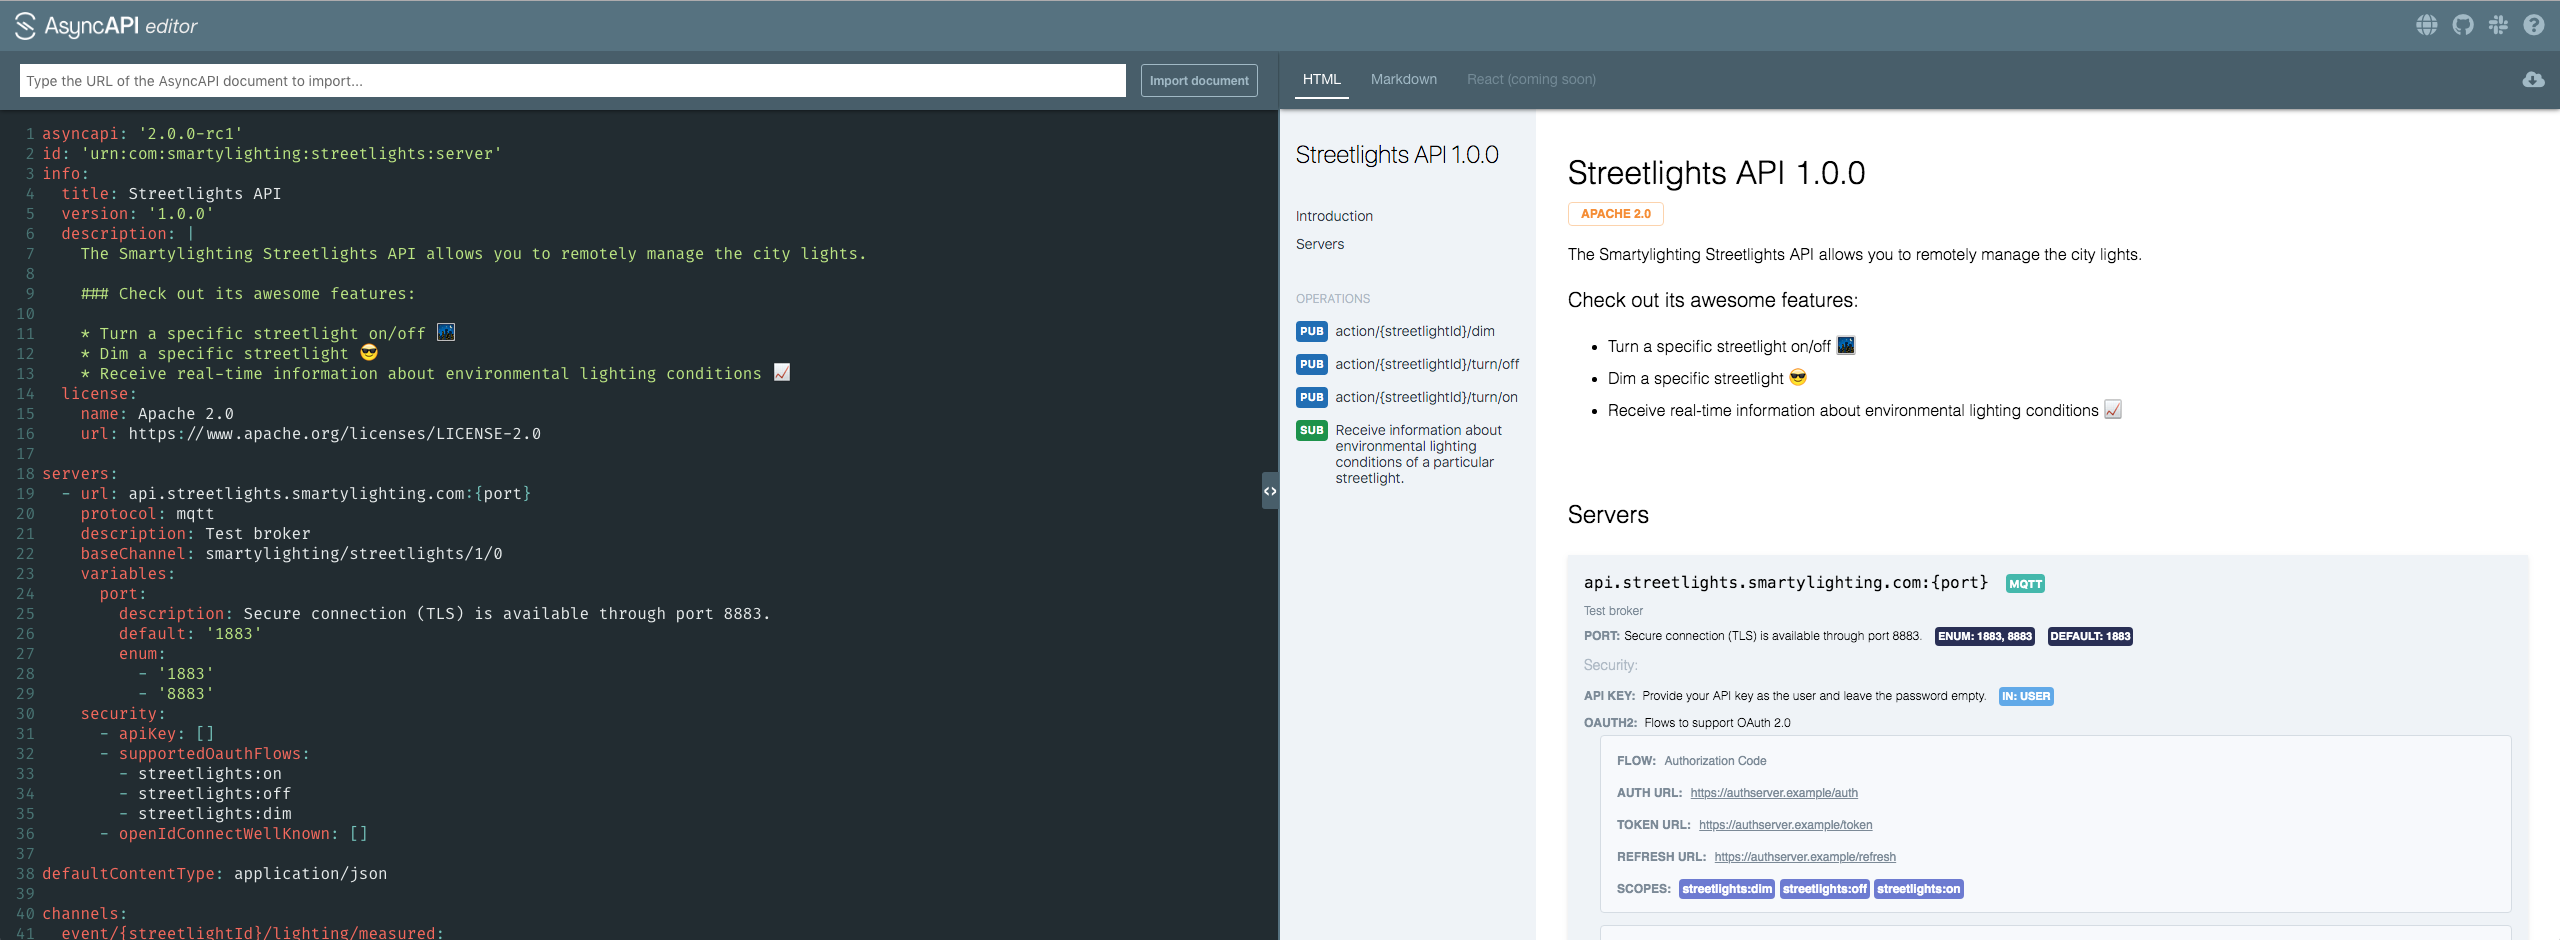 AsyncAPI editor
Type the URL of the AsyncAPI document to import...
Import document
1 asyncapi: '2.0.0-rc1'
2 id: 'urn:com:smartylighting:streetlights:server'
3 info:
4 title: Streetlights API
5 version: '1.0.0'
6 description: |
7 The Smartylighting Streetlights API allows you to remotely manage the city lights.
8
9 ### Check out its awesome features:
10
11 * Turn a specific streetlight on/off 🌃
12 * Dim a specific streetlight 😎
13 * Receive real-time information about environmental lighting conditions 📈
14 license:
15 name: Apache 2.0
16 url: https://www.apache.org/licenses/LICENSE-2.0
17
18 servers:
19 - url: api.streetlights.smartylighting.com:{port}
20 protocol: mqtt
21 description: Test broker
22 baseChannel: smartylighting/streetlights/1/0
23 variables:
24 port:
25 description: Secure connection (TLS) is available through port 8883.
26 default: '1883'
27 enum:
28 - '1883'
29 - '8883'
30 security:
31 - apiKey: []
32 - supportedOauthFlows:
33 - streetlights:on
34 - streetlights:off
35 - streetlights:dim
36 - openIdConnectWellKnown: []
37
38 defaultContentType: application/json
39
40 channels:
41 event/{streetlightId}/lighting/measured:
HTML Markdown React (coming soon)
Streetlights API 1.0.0
Introduction
Servers
OPERATIONS
PUB action/{streetlightId}/dim
PUB action/{streetlightId}/turn/off
PUB action/{streetlightId}/turn/on
SUB Receive information about
environmental lighting
conditions of a particular
streetlight.
Streetlights API 1.0.0
APACHE 2.0
The Smartylighting Streetlights API allows you to remotely manage the city lights.
Check out its awesome features:
• Turn a specific streetlight on/off 🌃
• Dim a specific streetlight 😎
• Receive real-time information about environmental lighting conditions 📈
Servers
api.streetlights.smartylighting.com:{port} MQTT
Test broker
PORT: Secure connection (TLS) is available through port 8883. ENUM: 1883, 8883 DEFAULT: 1883
Security:
API KEY: Provide your API key as the user and leave the password empty. IN: USER
OAUTH2: Flows to support OAuth 2.0
FLOW: Authorization Code
AUTH URL: https://authserver.example/auth
TOKEN URL: https://authserver.example/token
REFRESH URL: https://authserver.example/refresh
SCOPES: streetlights:dim streetlights:off streetlights:on